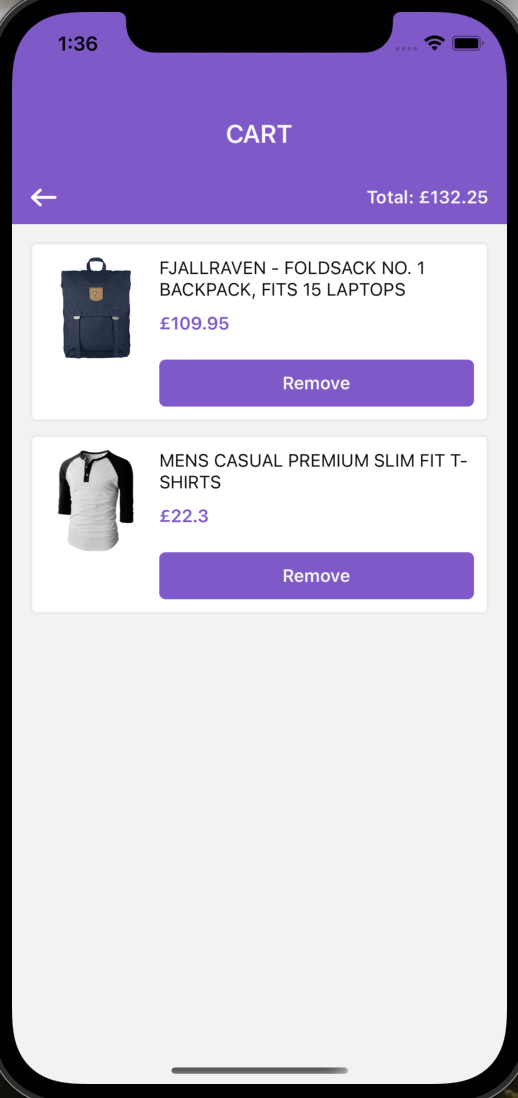 1:36
CART
Total: £132.25
FJALLRAVEN - FOLDSACK NO. 1
BACKPACK, FITS 15 LAPTOPS
£109.95
Remove
MENS CASUAL PREMIUM SLIM FIT T-
SHIRTS
£22.3
Remove